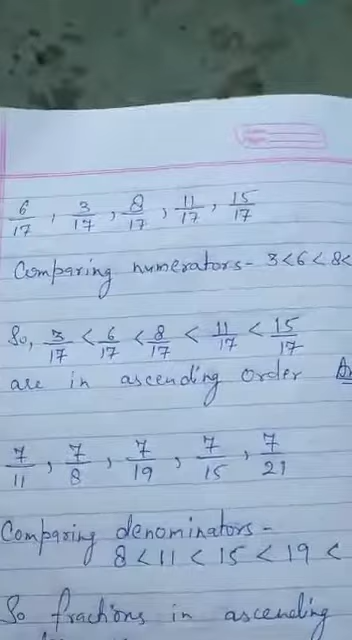 6/17, 3/17, 8/17, 11/17, 15/17
Comparing numerators- 3<6<8<
So, 3/17 < 6/17 < 8/17 < 11/17 < 15/17
are in ascending order
7/11, 7/8, 7/19, 7/15, 7/21
Comparing denominators-
8<11<15<19<
So fractions in ascending